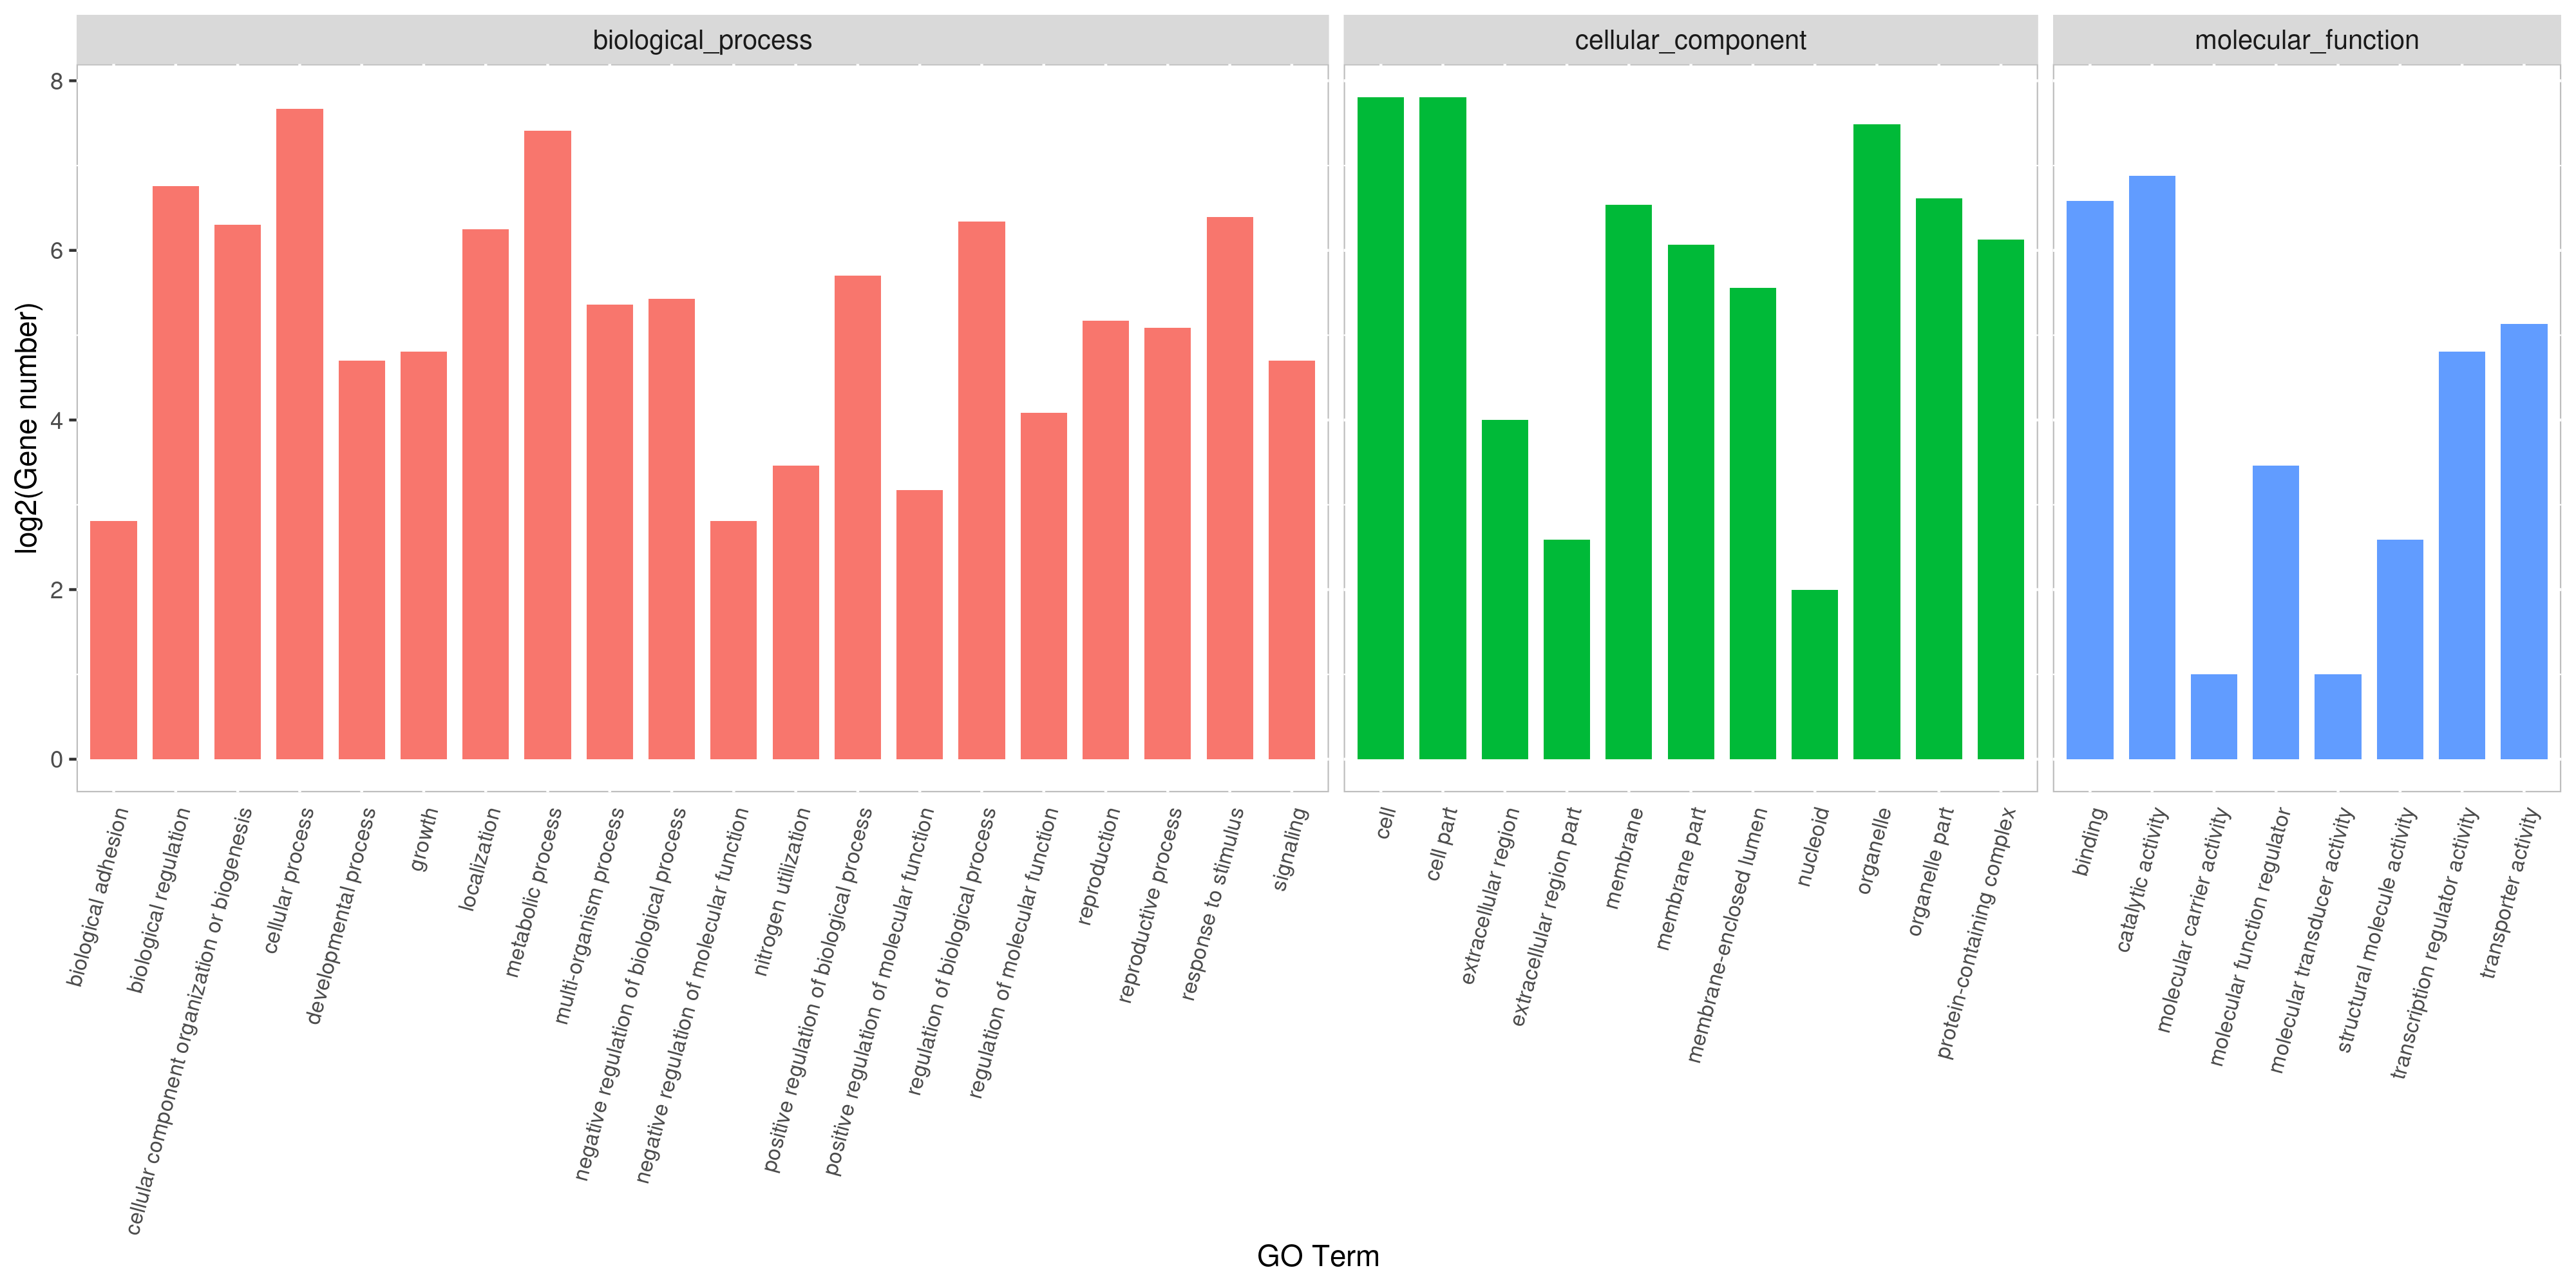 biological_process
cellular_component
molecular_function
log2(Gene number)
8
6
4
2
0
biological adhesion
biological regulation
cellular component organization or biogenesis
cellular process
developmental process
growth
localization
metabolic process
multi-organism process
negative regulation of biological process
negative regulation of molecular function
nitrogen utilization
positive regulation of biological process
positive regulation of molecular function
regulation of biological process
regulation of molecular function
reproduction
reproductive process
response to stimulus
signaling
cell
cell part
extracellular region
extracellular region part
membrane
membrane part
membrane-enclosed lumen
nucleoid
organelle
organelle part
protein-containing complex
binding
catalytic activity
molecular carrier activity
molecular function regulator
molecular transducer activity
structural molecule activity
transcription regulator activity
transporter activity
GO Term